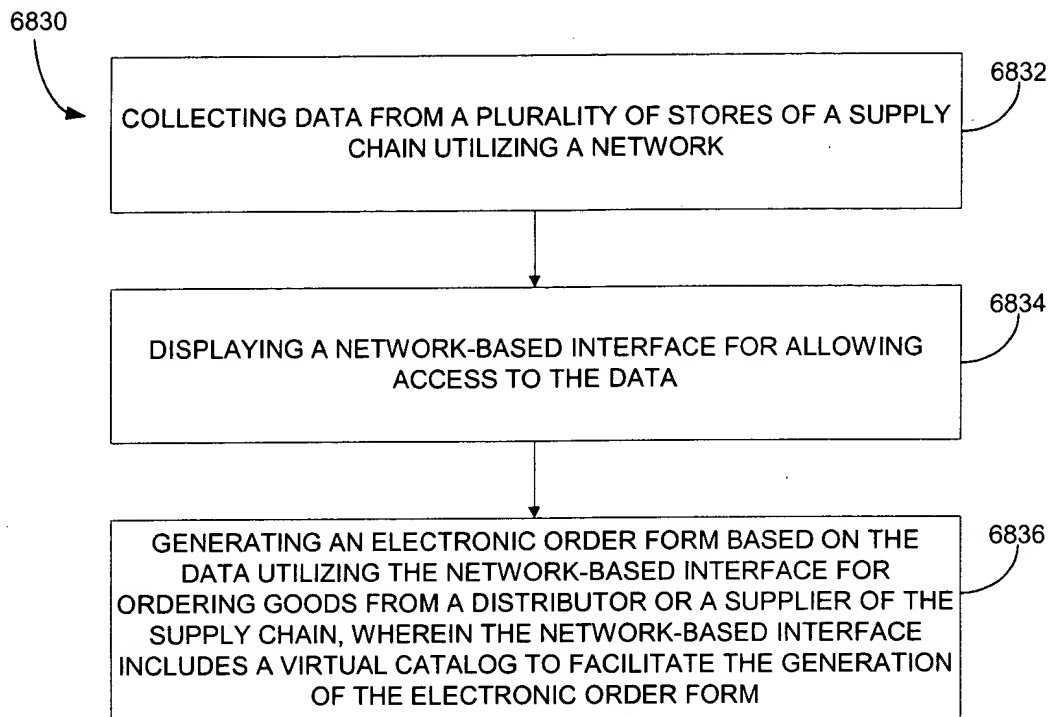 6830
6832
COLLECTING DATA FROM A PLURALITY OF STORES OF A SUPPLY
CHAIN UTILIZING A NETWORK
6834
DISPLAYING A NETWORK-BASED INTERFACE FOR ALLOWING
ACCESS TO THE DATA
6836
GENERATING AN ELECTRONIC ORDER FORM BASED ON THE
DATA UTILIZING THE NETWORK-BASED INTERFACE FOR
ORDERING GOODS FROM A DISTRIBUTOR OR A SUPPLIER OF THE
SUPPLY CHAIN, WHEREIN THE NETWORK-BASED INTERFACE
INCLUDES A VIRTUAL CATALOG TO FACILITATE THE GENERATION
OF THE ELECTRONIC ORDER FORM